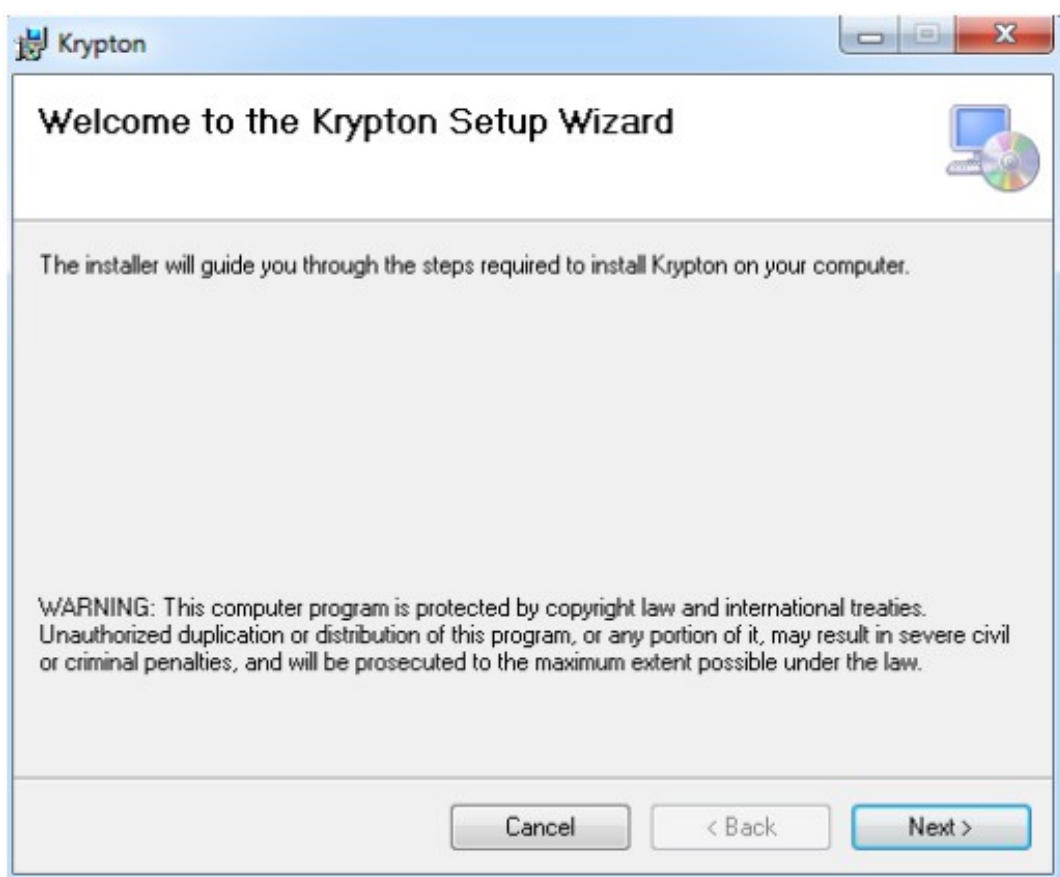 Krypton
Welcome to the Krypton Setup Wizard
The installer will guide you through the steps required to install Krypton on your computer.
WARNING: This computer program is protected by copyright law and international treaties.
Unauthorized duplication or distribution of this program, or any portion of it, may result in severe civil
or criminal penalties, and will be prosecuted to the maximum extent possible under the law.
Cancel
< Back
Next >